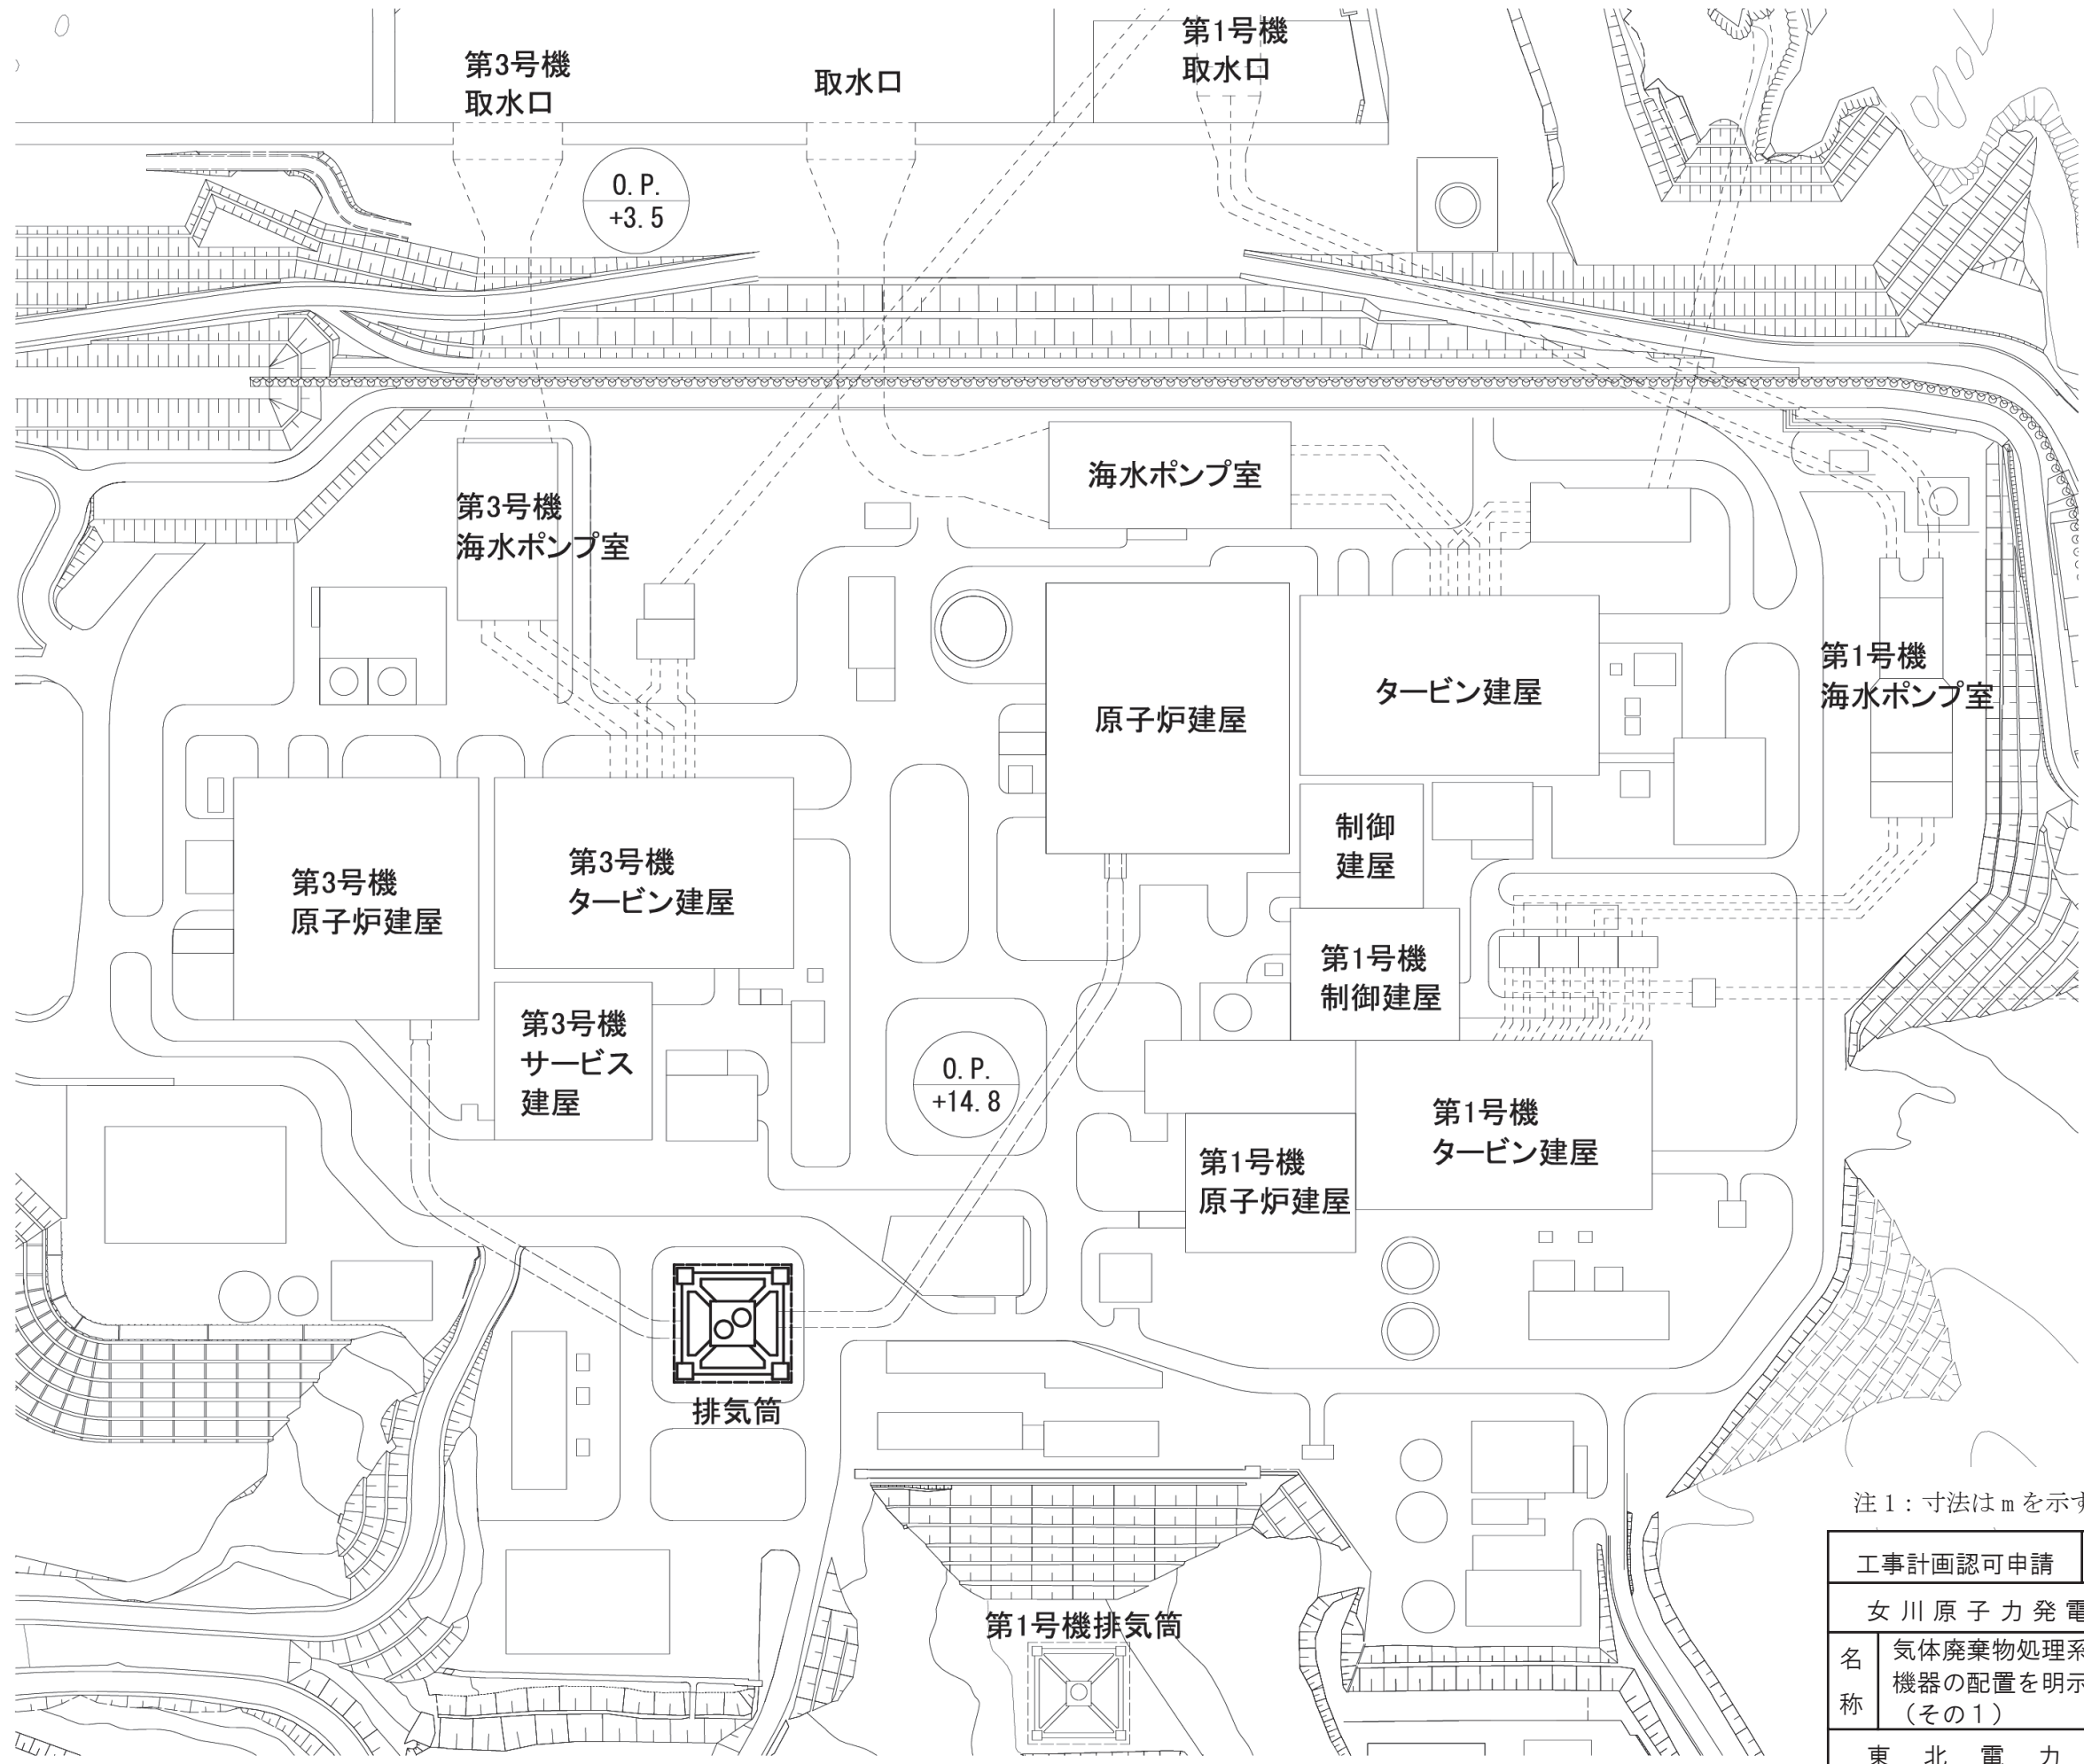 第3号機
取水口
取水口
第1号機
取水口
O.P.
+3.5
海水ポンプ室
第3号機
海水ポンプ室
原子炉建屋
タービン建屋
第1号機
海水ポンプ室
制御
建屋
第3号機
原子炉建屋
第3号機
タービン建屋
第1号機
制御建屋
第3号機
サービス
建屋
O.P.
+14.8
第1号機
タービン建屋
第1号機
原子炉建屋
排気筒
第1号機排気筒
注1：寸法はmを示す
工事計画認可申請
女川原子力発電
名
称
気体廃棄物処理系
機器の配置を明示
（その1）
東北電力